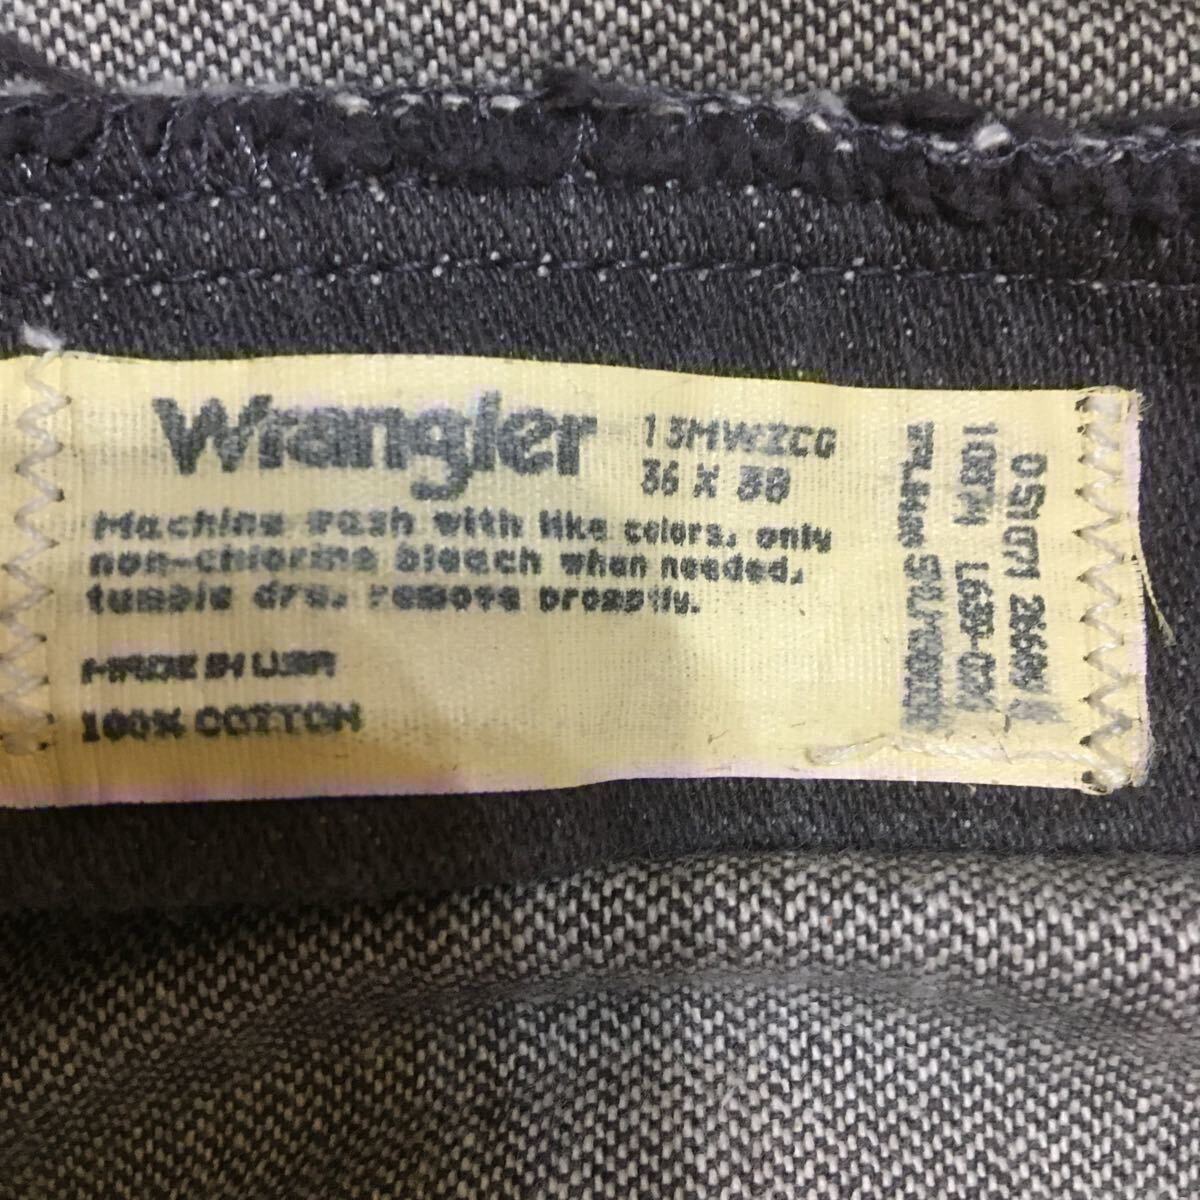 Wrangler
13MWZCG
36 X 38
Machine wash with like colors, only
non-chlorine bleach when needed,
tumble dry, remove promptly.
MADE IN USA
100% COTTON